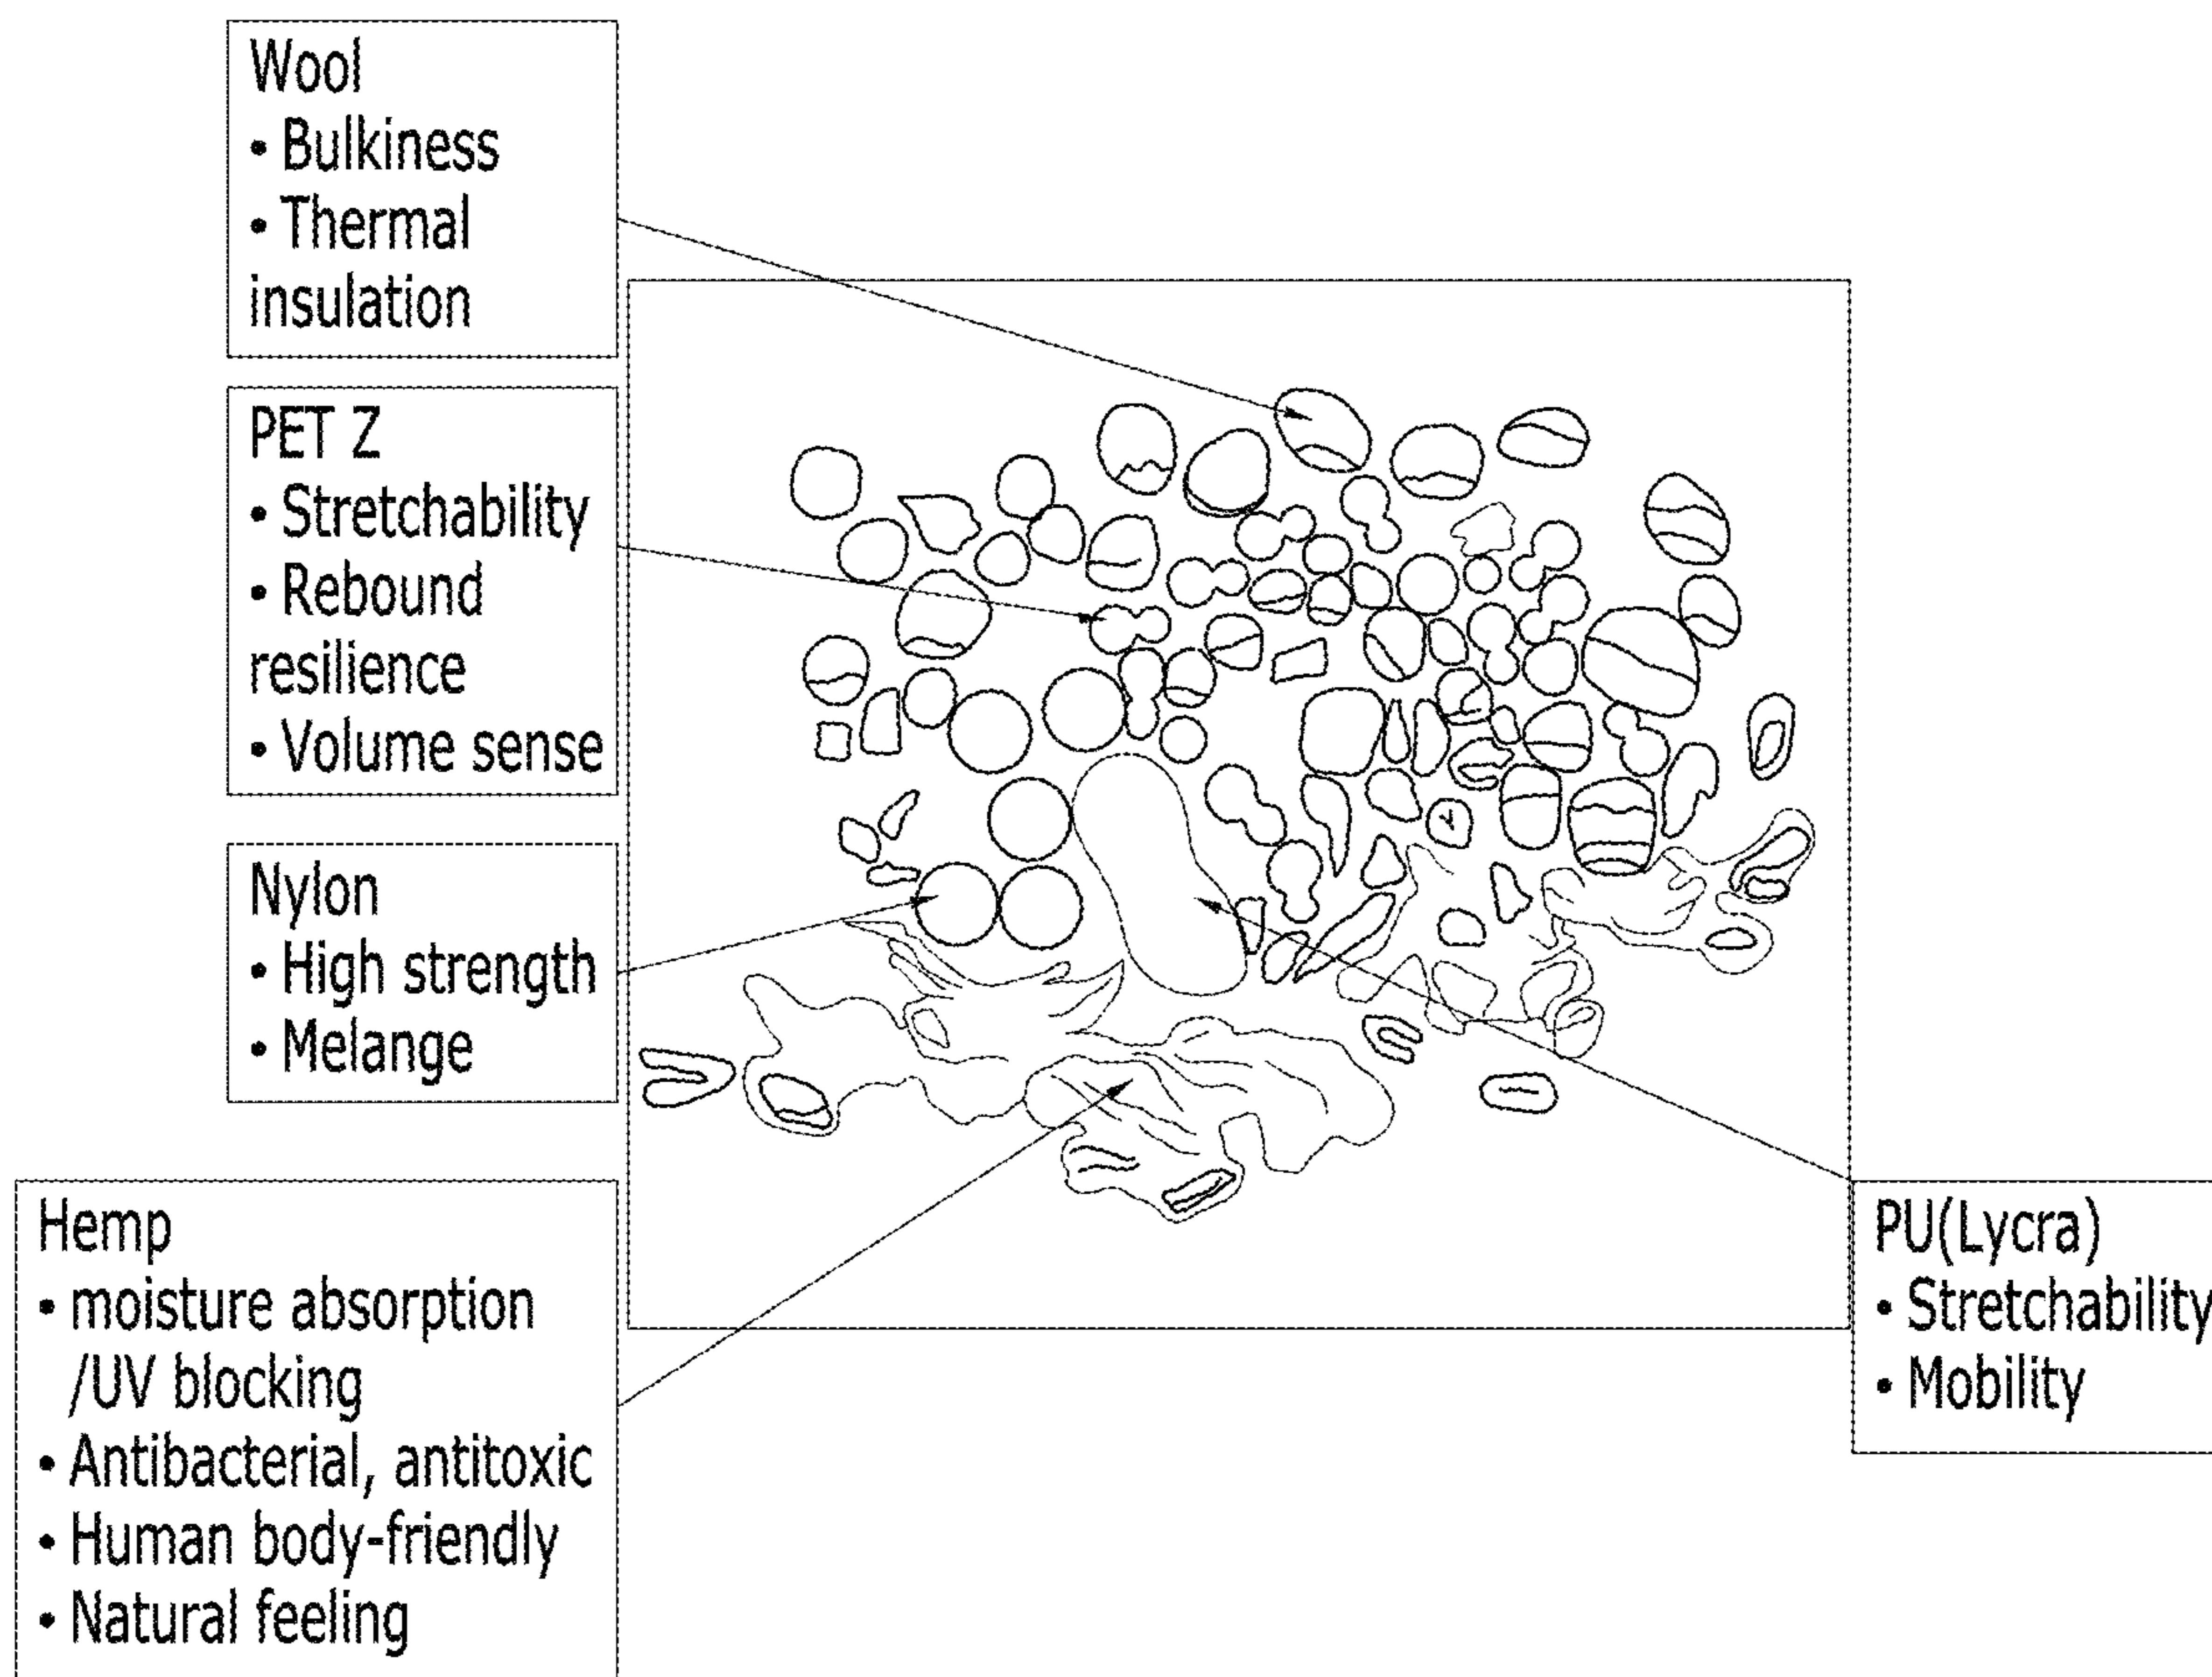 Wool
• Bulkiness
• Thermal
insulation
PET Z
• Stretchability
• Rebound
resilience
• Volume sense
Nylon
• High strength
• Melange
Hemp
• moisture absorption
/UV blocking
• Antibacterial, antitoxic
• Human body-friendly
• Natural feeling
PU(Lycra)
• Stretchability
• Mobility